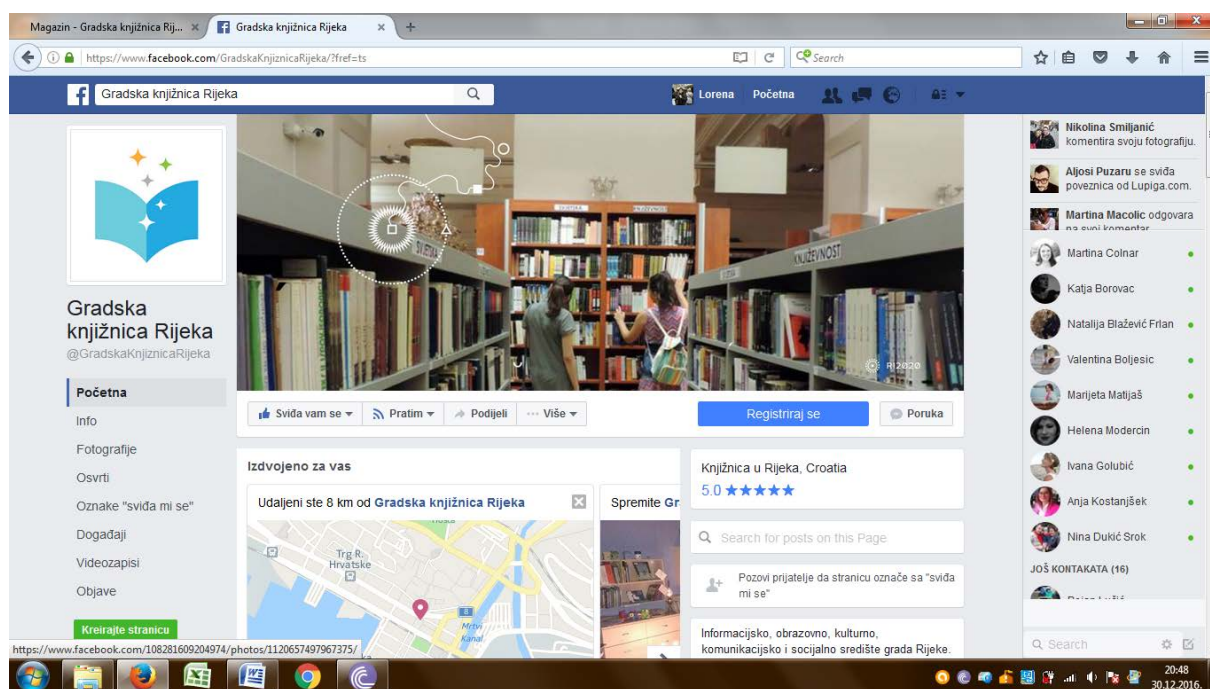 Magazin - Gradska knjižnica Rij...
Gradska knjižnica Rijeka
https://www.facebook.com/GradskaKnjiznicaRijeka/?fref=ts
Search
Gradska knjižnica Rijeka
Lorena
Početna
Gradska
knjižnica Rijeka
@GradskaKnjiznicaRijeka
Početna
Info
Fotografije
Osvrti
Oznake "sviđa mi se"
Događaji
Videozapisi
Objave
Kreirajte stranicu
KNJIŽEVNOST
RI2020
Sviđa vam se
Pratim
Podijeli
Više
Registriraj se
Poruka
Izdvojeno za vas
Udaljeni ste 8 km od Gradska knjižnica Rijeka
Trg R.
Hrvatske
Mrtvi
Kanal
Spremite Gr
Knjižnica u Rijeka, Croatia
5.0 ★★★★★
Search for posts on this Page
Pozovi prijatelje da stranicu označe sa "sviđa
mi se"
Informacijsko, obrazovno, kulturno,
komunikacijsko i socijalno središte grada Rijeke.
Nikolina Smiljanić
komentira svoju fotografiju.
Aljosi Puzaru se sviđa
poveznica od Lupiga.com.
Martina Macolic odgovara
na svoj komentar
Martina Colnar
Katja Borovac
Natalija Blažević Frlan
Valentina Boljesic
Marijeta Matijaš
Helena Modercin
Ivana Golubić
Anja Kostanjšek
Nina Dukić Srok
JOŠ KONTAKATA (16)
Search
https://www.facebook.com/108281609204974/photos/1120657497967375/
20:48
30.12.2016.